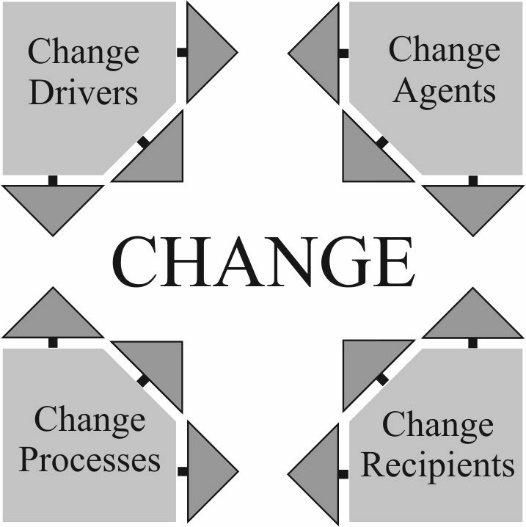 Change
Drivers
Change
Agents
CHANGE
Change
Processes
Change
Recipients